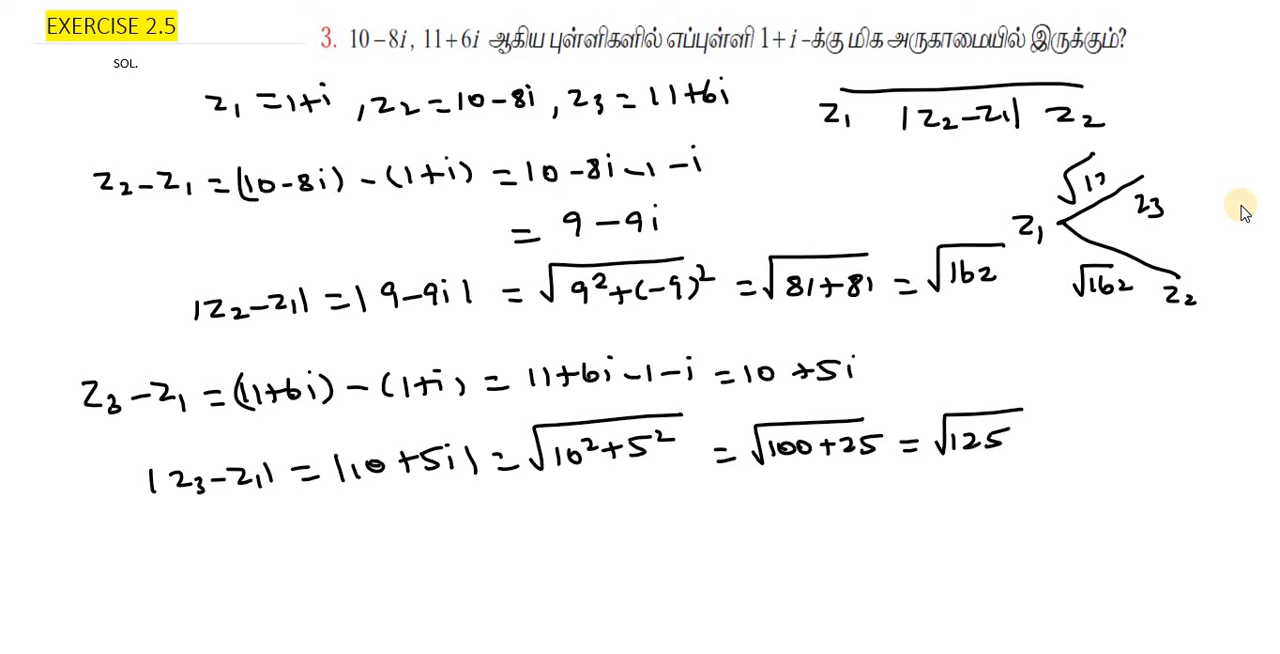 EXERCISE 2.5
3. 10−8i, 11+6i ஆகிய புள்ளிகளில் எப்புள்ளி 1+i -க்கு மிக அருகாமையில் இருக்கும்?
SOL.
z₁ = 1+i , z₂ = 10−8i , z₃ = 11+6i
z₁ |z₂−z₁| z₂
z₂−z₁ = (10−8i) − (1+i) = 10−8i−1−i
= 9−9i
z₁ z₃
√162 z₂
|z₂−z₁| = |9−9i| = √9²+(−9)² = √81+81 = √162
z₃−z₁ = (11+6i) − (1+i) = 11+6i−1−i = 10+5i
|z₃−z₁| = |10+5i| = √10²+5² = √100+25 = √125